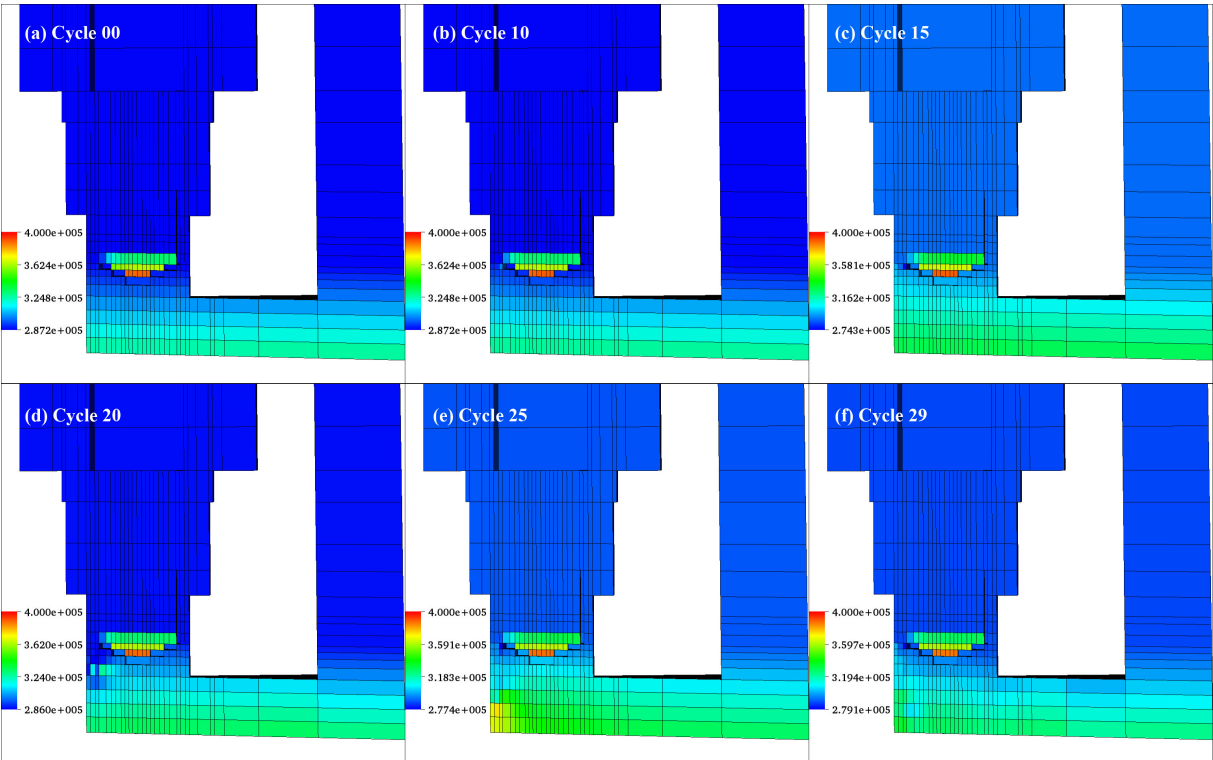 (a) Cycle 00
4.000e+005
3.624e+005
3.248e+005
2.872e+005
(b) Cycle 10
4.000e+005
3.624e+005
3.248e+005
2.872e+005
(c) Cycle 15
4.000e+005
3.581e+005
3.162e+005
2.743e+005
(d) Cycle 20
4.000e+005
3.620e+005
3.240e+005
2.860e+005
(e) Cycle 25
4.000e+005
3.591e+005
3.183e+005
2.774e+005
(f) Cycle 29
4.000e+005
3.597e+005
3.194e+005
2.791e+005